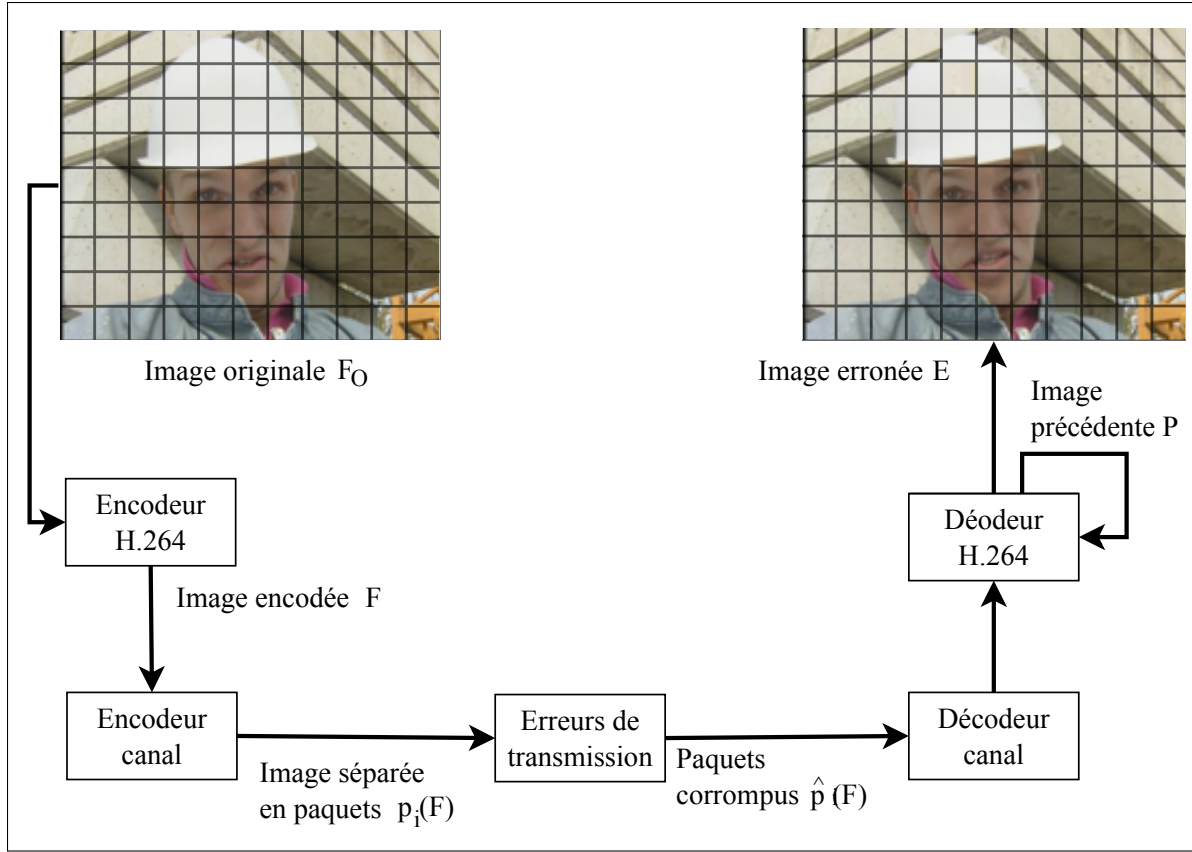 Image originale F_O
Image erronée E
Image
précédente P
Encodeur
H.264
Déodeur
H.264
Image encodée F
Encodeur
canal
Erreurs de
transmission
Décodeur
canal
Image séparée
en paquets p_i(F)
Paquets
corrompus p̂ i(F)